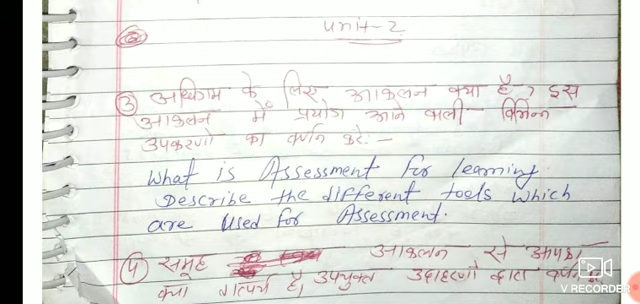 Unit-2
③ अधिगम के लिए आकलन क्या है, इस
आकलन में प्रयोग आने वाली विभिन्न
उपकरणो का वर्णन करे:-
What is Assessment for learning.
Describe the different tools which
are used for Assessment.
④ समूह आकलन से आपका
क्या तात्पर्य है, उपयुक्त उदाहरणो द्वारा
V RECORDER